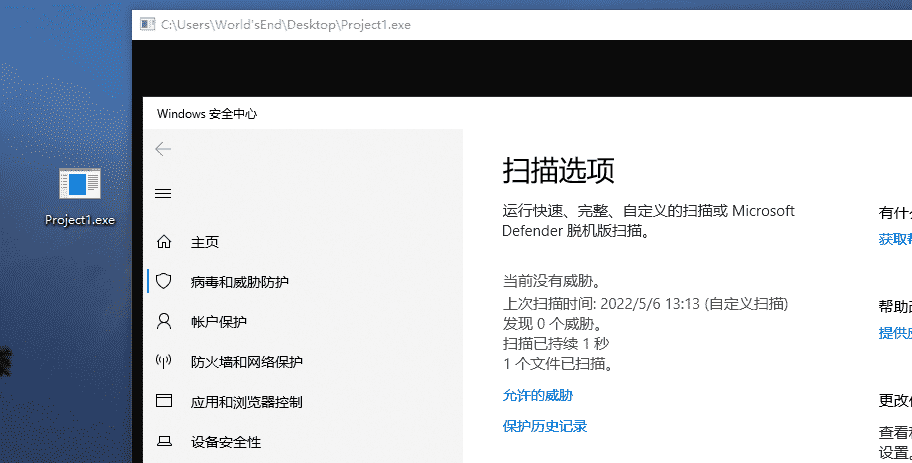 C:\Users\World'sEnd\Desktop\Project1.exe
Windows 安全中心
Project1.exe
主页
病毒和威胁防护
帐户保护
防火墙和网络保护
应用和浏览器控制
设备安全性
扫描选项
运行快速、完整、自定义的扫描或 Microsoft
Defender 脱机版扫描。
当前没有威胁。
上次扫描时间: 2022/5/6 13:13 (自定义扫描)
发现 0 个威胁。
扫描已持续 1 秒
1 个文件已扫描。
允许的威胁
保护历史记录
有什
获取
帮助
提供
更改
查看
设置。